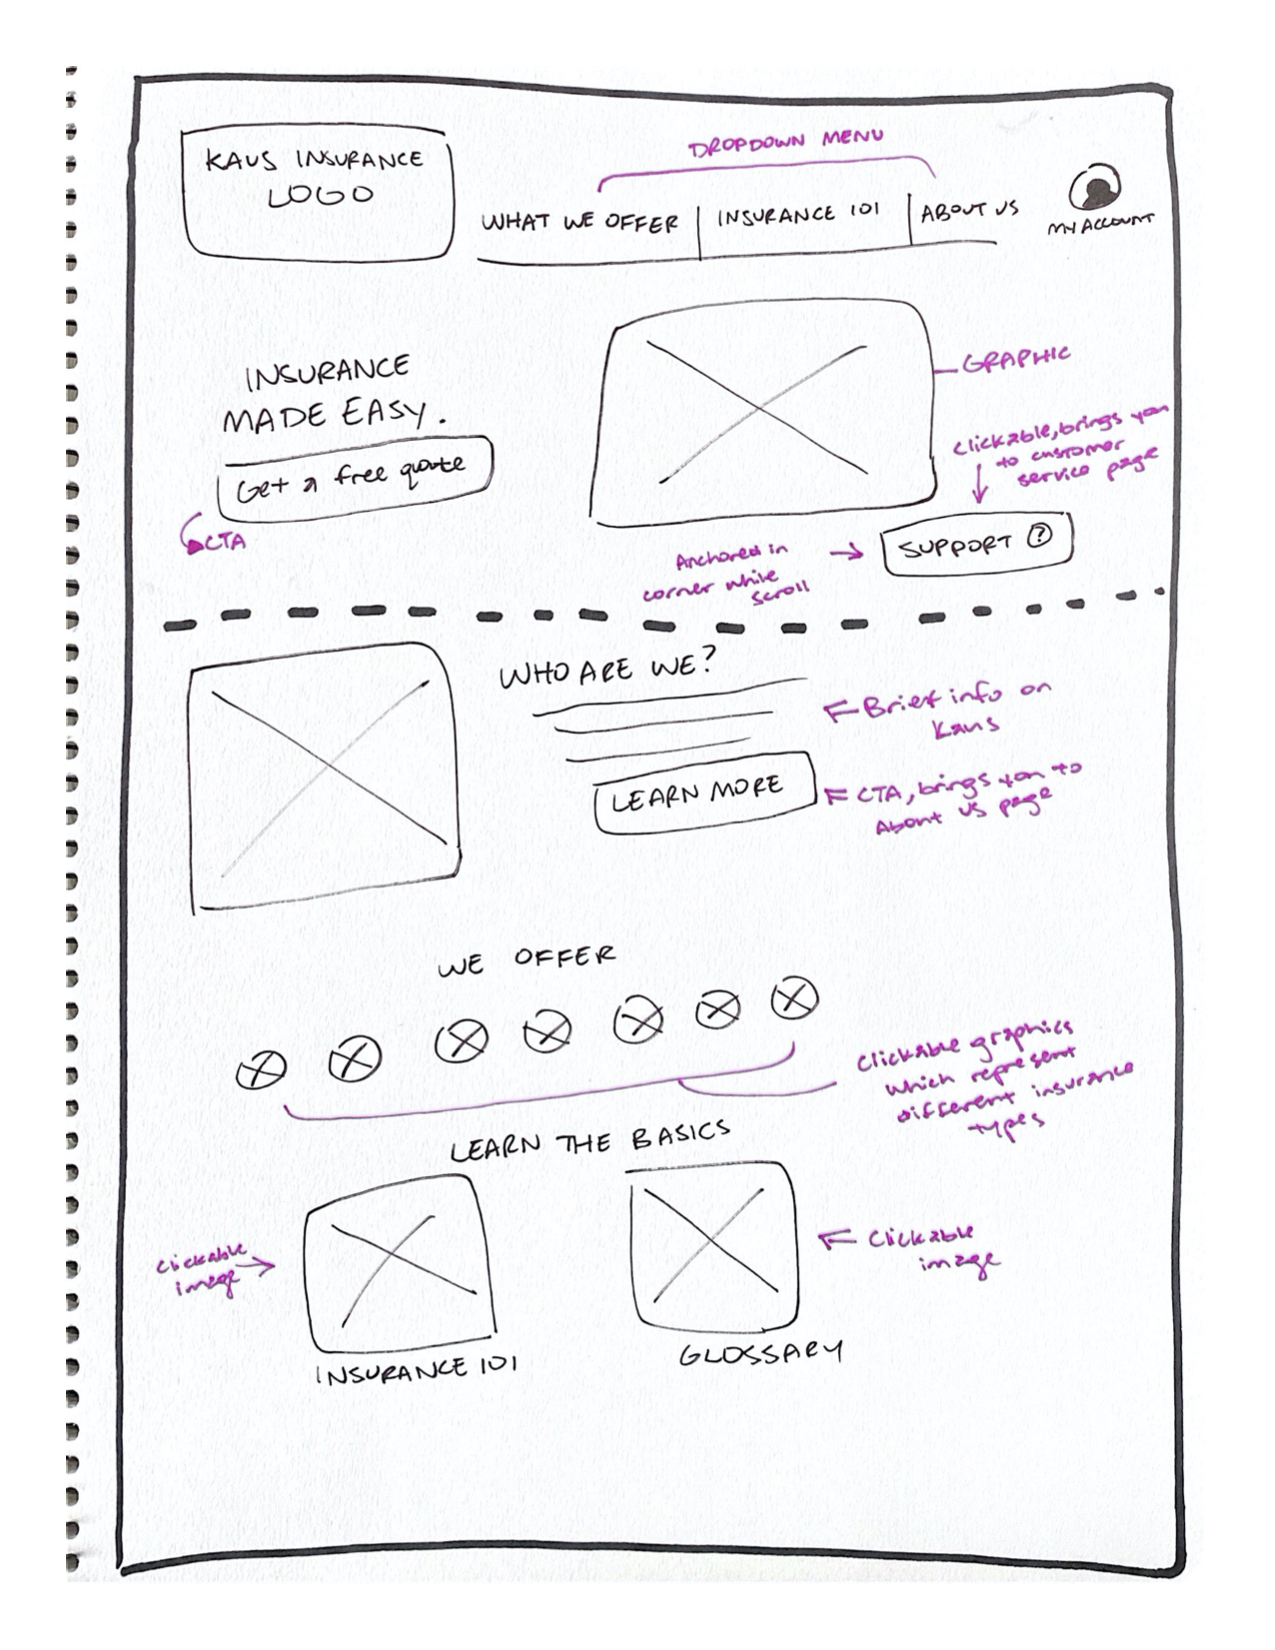 KAUS INSURANCE
LOGO
DROPDOWN MENU
WHAT WE OFFER
INSURANCE 101
ABOUT US
MY ACCOUNT
INSURANCE
MADE EASY.
Get a free quote
CTA
GRAPHIC
Clickable, brings you
to customer
service page
SUPPORT ?
Anchored in
corner while
scroll
WHO ARE WE?
Brief info on
Kaus
LEARN MORE
CTA, brings you to
About Us page
WE OFFER
Clickable graphics
which represent
different insurance
types
LEARN THE BASICS
Clickable
image
Clickable
image
INSURANCE 101
GLOSSARY